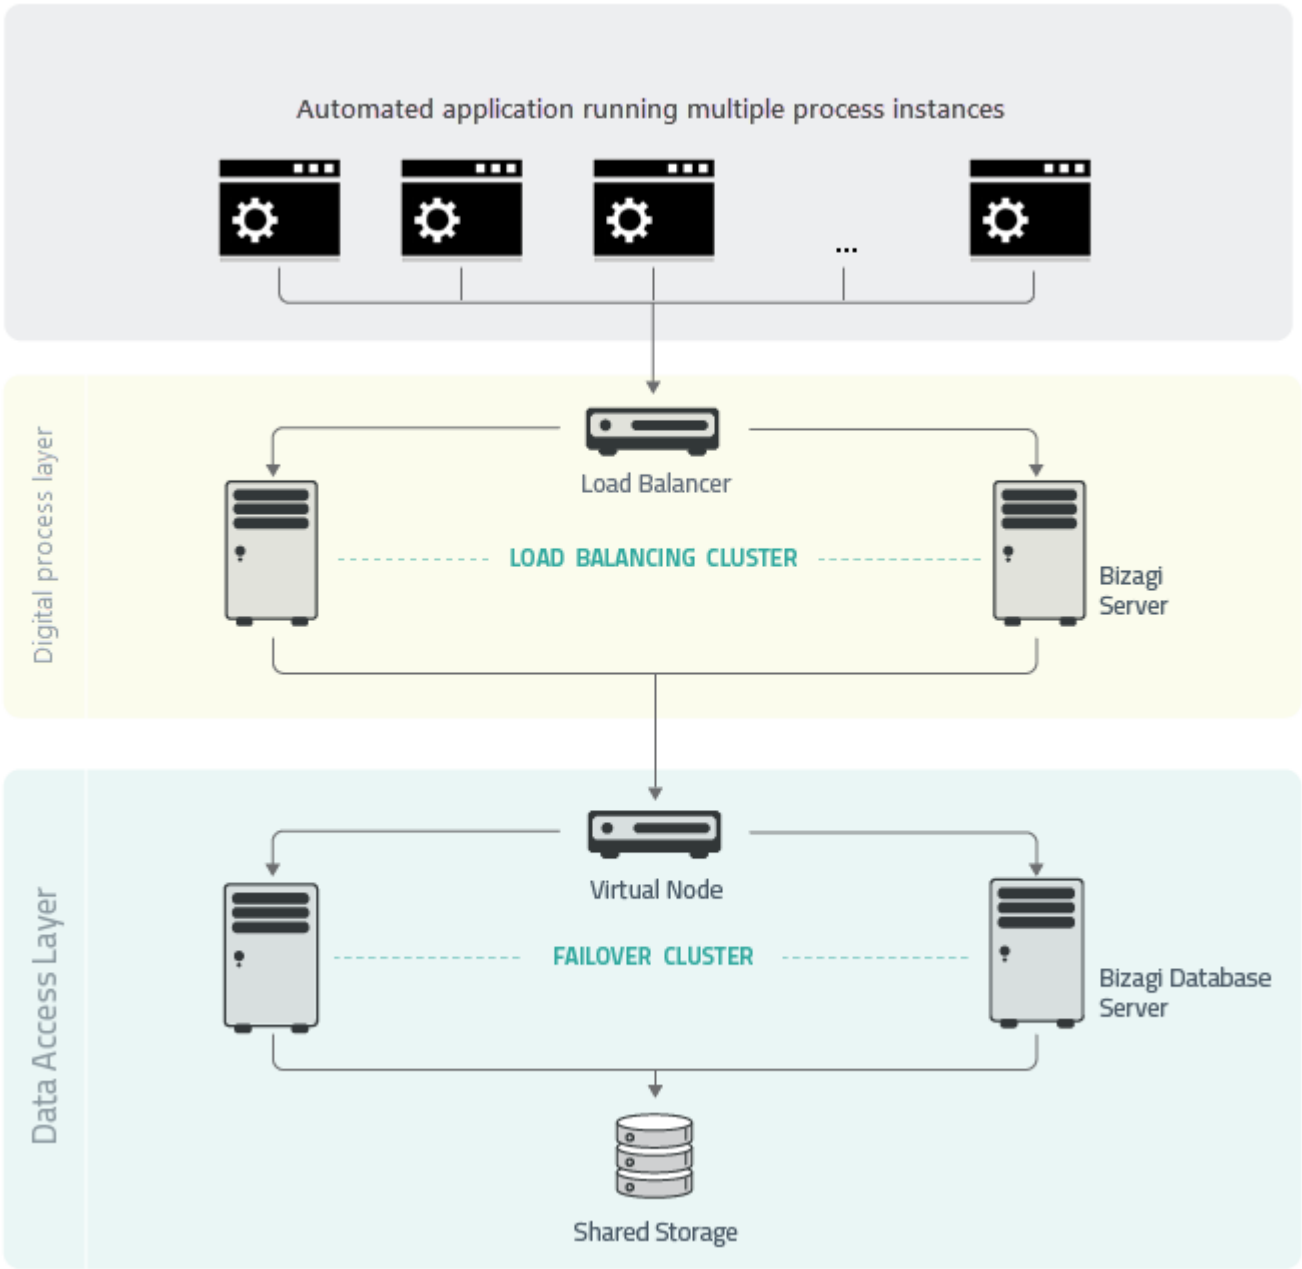 Automated application running multiple process instances
...
Load Balancer
Digital process layer
LOAD BALANCING CLUSTER
Bizagi
Server
Virtual Node
Data Access Layer
FAILOVER CLUSTER
Bizagi Database
Server
Shared Storage